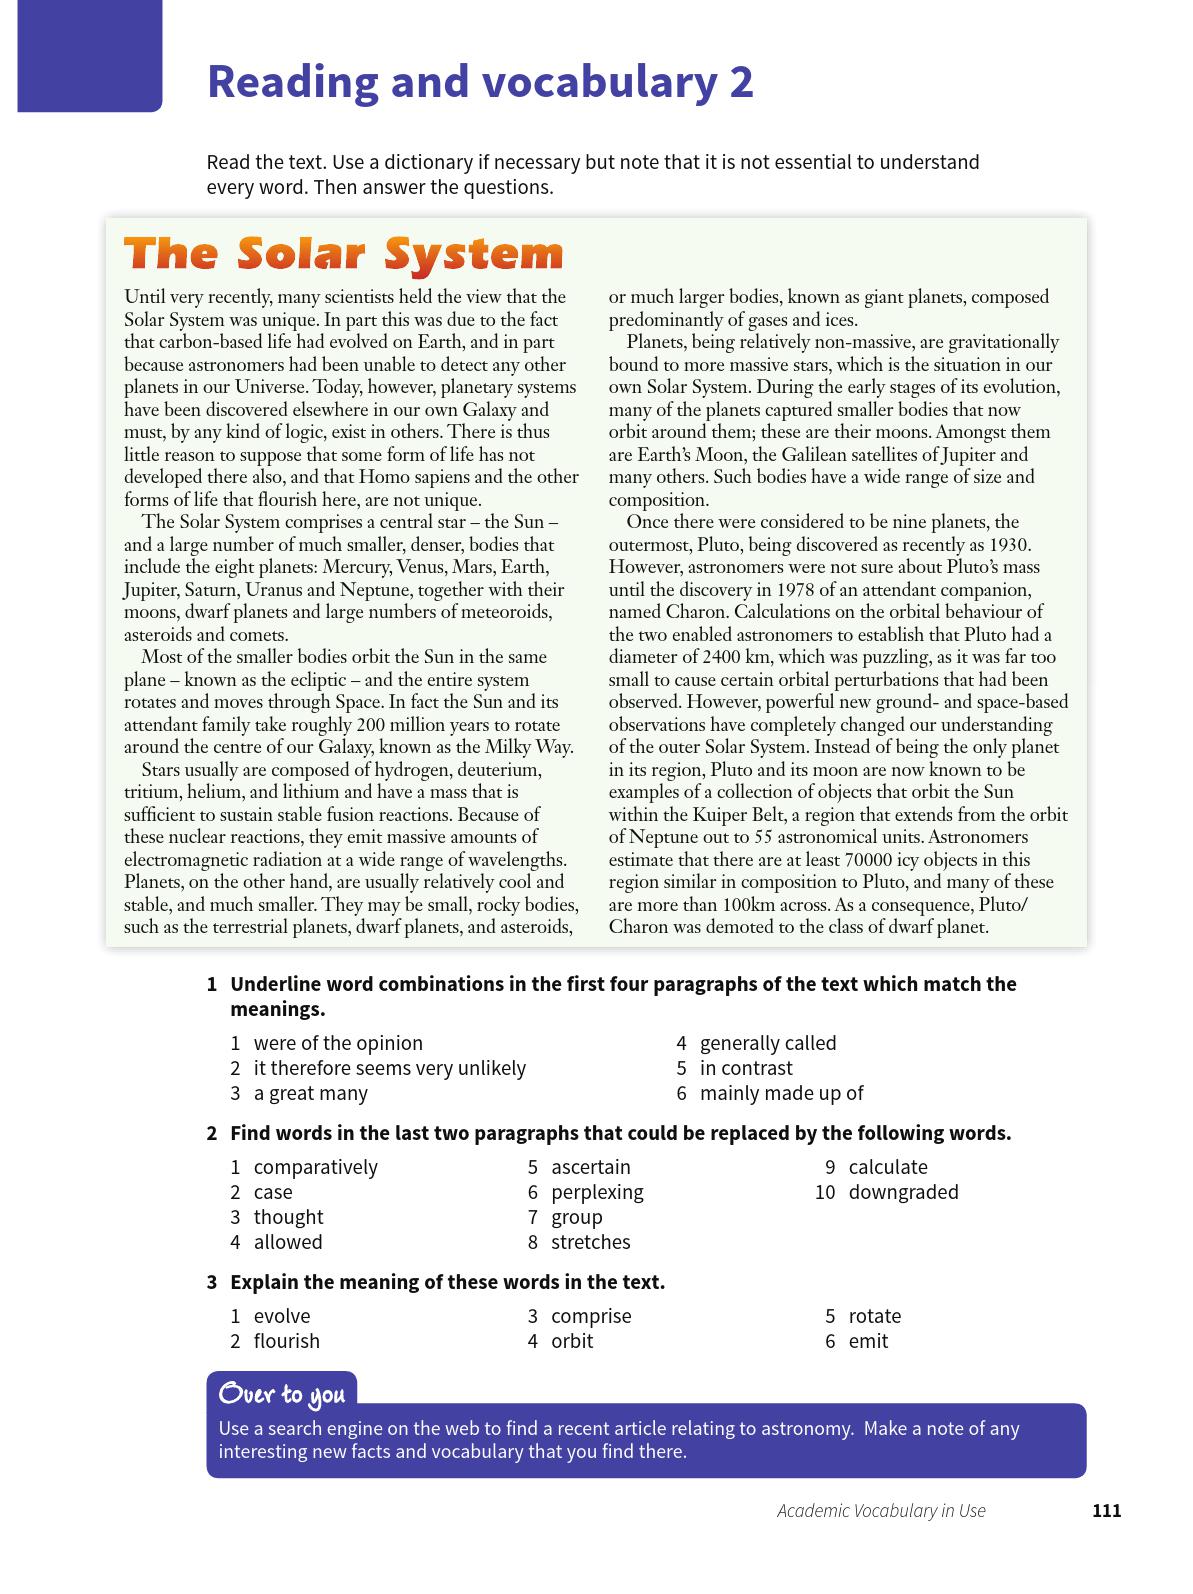 Reading and vocabulary 2
Read the text. Use a dictionary if necessary but note that it is not essential to understand
every word. Then answer the questions.
The Solar System
Until very recently, many scientists held the view that the
Solar System was unique. In part this was due to the fact
that carbon-based life had evolved on Earth, and in part
because astronomers had been unable to detect any other
planets in our Universe. Today, however, planetary systems
have been discovered elsewhere in our own Galaxy and
must, by any kind of logic, exist in others. There is thus
little reason to suppose that some form of life has not
developed there also, and that Homo sapiens and the other
forms of life that flourish here, are not unique.
The Solar System comprises a central star – the Sun –
and a large number of much smaller, denser, bodies that
include the eight planets: Mercury, Venus, Mars, Earth,
Jupiter, Saturn, Uranus and Neptune, together with their
moons, dwarf planets and large numbers of meteoroids,
asteroids and comets.
Most of the smaller bodies orbit the Sun in the same
plane – known as the ecliptic – and the entire system
rotates and moves through Space. In fact the Sun and its
attendant family take roughly 200 million years to rotate
around the centre of our Galaxy, known as the Milky Way.
Stars usually are composed of hydrogen, deuterium,
tritium, helium, and lithium and have a mass that is
sufficient to sustain stable fusion reactions. Because of
these nuclear reactions, they emit massive amounts of
electromagnetic radiation at a wide range of wavelengths.
Planets, on the other hand, are usually relatively cool and
stable, and much smaller. They may be small, rocky bodies,
such as the terrestrial planets, dwarf planets, and asteroids,
or much larger bodies, known as giant planets, composed
predominantly of gases and ices.
Planets, being relatively non-massive, are gravitationally
bound to more massive stars, which is the situation in our
own Solar System. During the early stages of its evolution,
many of the planets captured smaller bodies that now
orbit around them; these are their moons. Amongst them
are Earth's Moon, the Galilean satellites of Jupiter and
many others. Such bodies have a wide range of size and
composition.
Once there were considered to be nine planets, the
outermost, Pluto, being discovered as recently as 1930.
However, astronomers were not sure about Pluto's mass
until the discovery in 1978 of an attendant companion,
named Charon. Calculations on the orbital behaviour of
the two enabled astronomers to establish that Pluto had a
diameter of 2400 km, which was puzzling, as it was far too
small to cause certain orbital perturbations that had been
observed. However, powerful new ground- and space-based
observations have completely changed our understanding
of the outer Solar System. Instead of being the only planet
in its region, Pluto and its moon are now known to be
examples of a collection of objects that orbit the Sun
within the Kuiper Belt, a region that extends from the orbit
of Neptune out to 55 astronomical units. Astronomers
estimate that there are at least 70000 icy objects in this
region similar in composition to Pluto, and many of these
are more than 100km across. As a consequence, Pluto/
Charon was demoted to the class of dwarf planet.
1 Underline word combinations in the first four paragraphs of the text which match the
meanings.
1 were of the opinion
2 it therefore seems very unlikely
3 a great many
4 generally called
5 in contrast
6 mainly made up of
2 Find words in the last two paragraphs that could be replaced by the following words.
1 comparatively
2 case
3 thought
4 allowed
5 ascertain
6 perplexing
7 group
8 stretches
9 calculate
10 downgraded
3 Explain the meaning of these words in the text.
1 evolve
2 flourish
3 comprise
4 orbit
5 rotate
6 emit
Over to you
Use a search engine on the web to find a recent article relating to astronomy. Make a note of any
interesting new facts and vocabulary that you find there.
Academic Vocabulary in Use 111